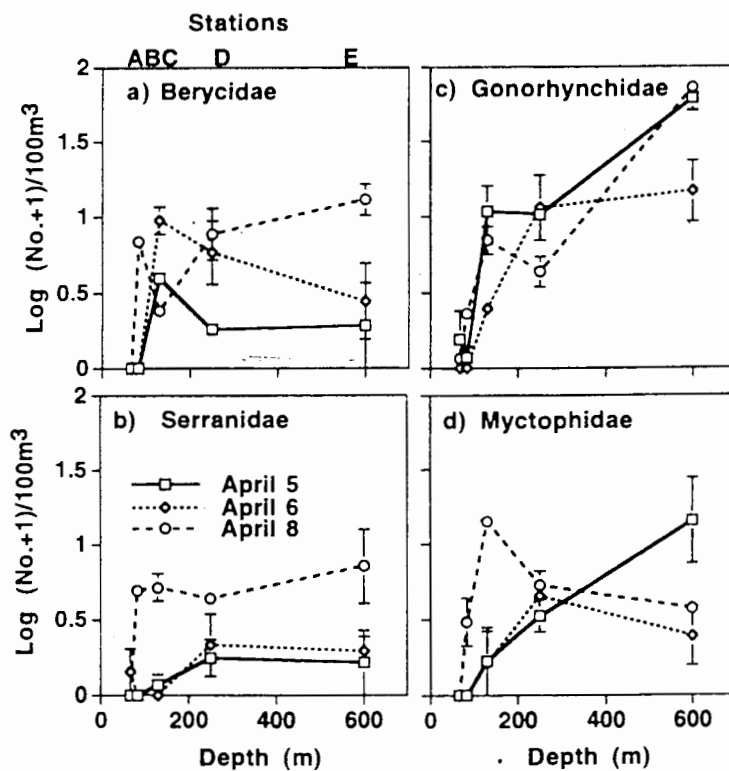 Stations
A B C D E
a) Berycidae
c) Gonorhynchidae
2
1.5
1
0.5
0
Log (No.+1)/100m³
b) Serranidae
d) Myctophidae
April 5
April 6
April 8
2
1.5
1
0.5
0
Log (No.+1)/100m³
0 200 400 600
0 200 400 600
Depth (m)
Depth (m)